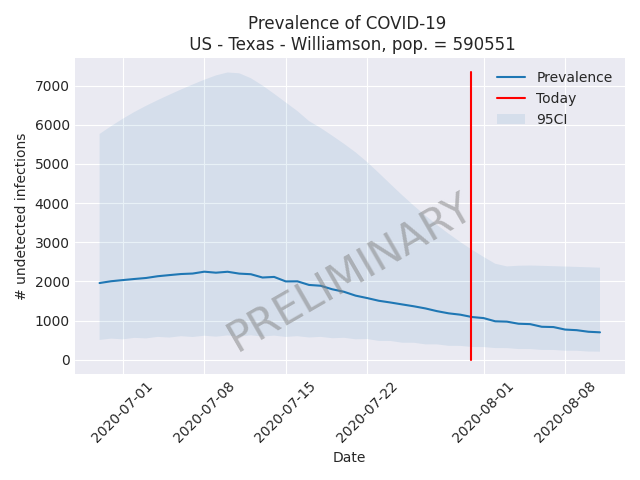 Prevalence of COVID-19
US - Texas - Williamson, pop. = 590551
Prevalence
Today
95CI
7000
6000
5000
4000
3000
2000
1000
0
# undetected infections
PRELIMINARY
2020-07-01
2020-07-08
2020-07-15
2020-07-22
2020-08-01
2020-08-08
Date